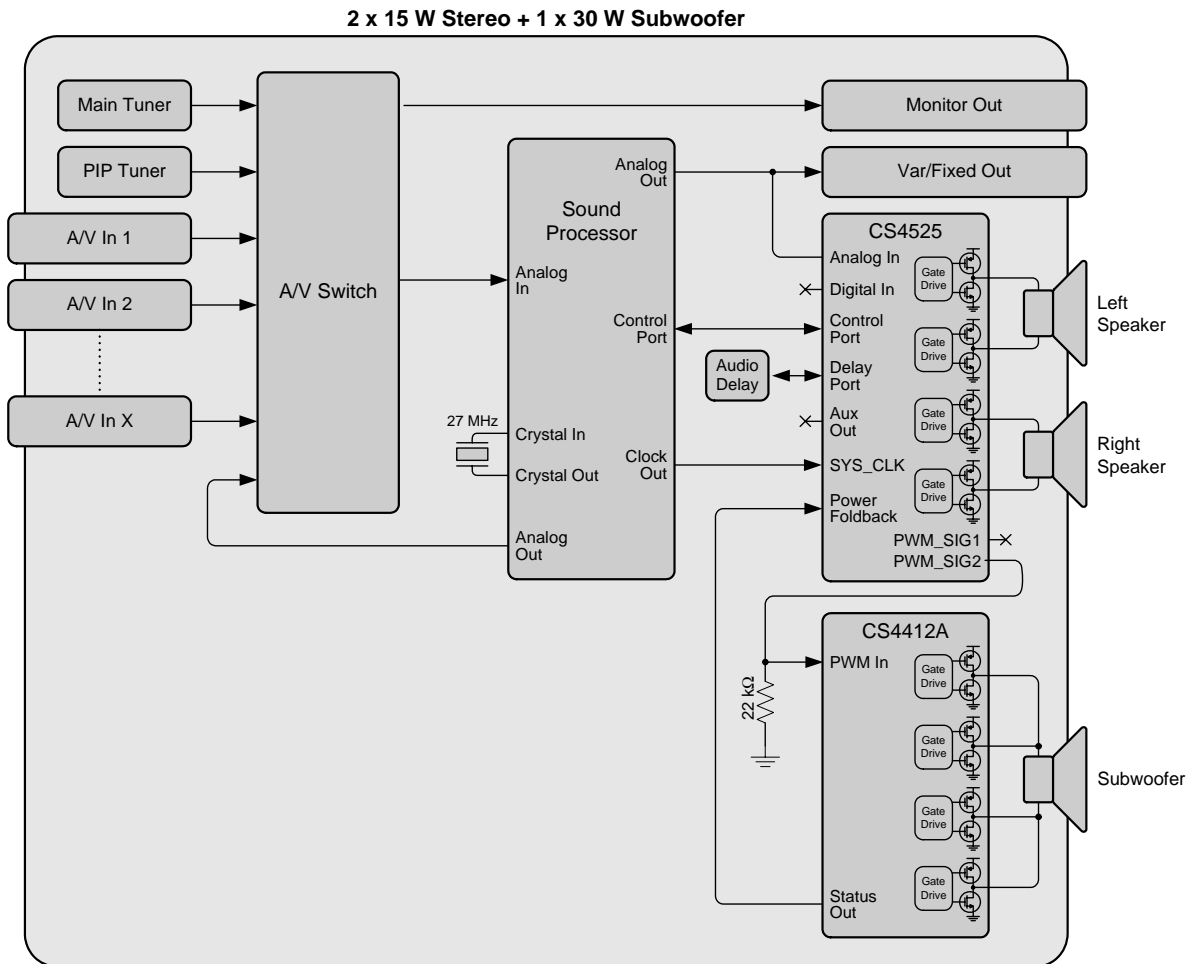 2 x 15 W Stereo + 1 x 30 W Subwoofer
Main Tuner
PIP Tuner
A/V In 1
A/V In 2
A/V In X
A/V Switch
Sound
Processor
Analog
Out
Analog
In
Control
Port
27 MHz
Crystal In
Crystal Out
Clock
Out
Analog
Out
Monitor Out
Var/Fixed Out
Audio
Delay
CS4525
Analog In
Digital In
Control
Port
Delay
Port
Aux
Out
SYS_CLK
Power
Foldback
PWM_SIG1
PWM_SIG2
Gate
Drive
Gate
Drive
Gate
Drive
Gate
Drive
Left
Speaker
Right
Speaker
22 kΩ
CS4412A
PWM In
Status
Out
Gate
Drive
Gate
Drive
Gate
Drive
Gate
Drive
Subwoofer